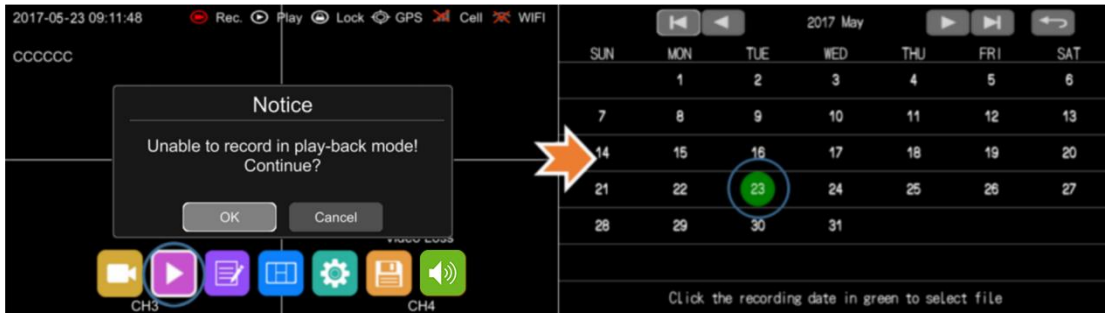 2017-05-23 09:11:48 Rec. Play Lock GPS Cell WIFI
CCCCCC
Notice
Unable to record in play-back mode!
Continue?
OK Cancel
Video Loss
CH3 CH4
2017 May
SUN MON TUE WED THU FRI SAT
1 2 3 4 5 6
7 8 9 10 11 12 13
14 15 16 17 18 19 20
21 22 23 24 25 26 27
28 29 30 31
Click the recording date in green to select file